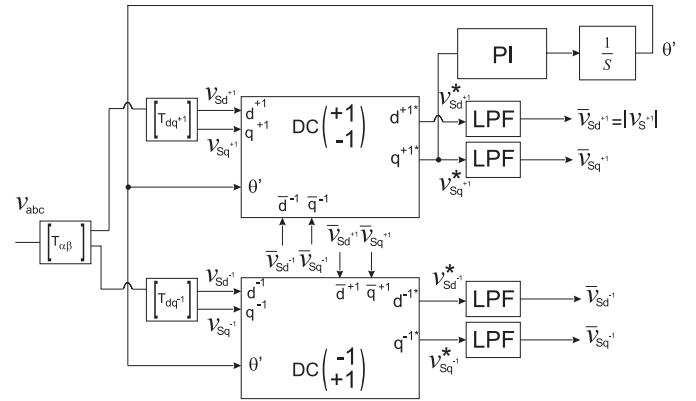 θ'
PI
1/S
v_Sd⁺¹
v*_Sd⁺¹
[T_dq⁺¹]
d⁺¹
q⁺¹
DC(+1 -1)
d⁺¹*
q⁺¹*
LPF
v̅_Sd⁺¹=|v_S⁺¹|
LPF
v̅_Sq⁺¹
v_Sq⁺¹
v*_Sq⁺¹
θ'
d̅⁻¹ q̅⁻¹
v_abc
[T_αβ]
v̅_Sd⁻¹ v̅_Sq⁻¹
v̅_Sd⁺¹ v̅_Sq⁺¹
v_Sd⁻¹
[T_dq⁻¹]
v_Sq⁻¹
d⁻¹
q⁻¹
d̅⁺¹ q̅⁺¹
v*_Sd⁻¹
d⁻¹*
LPF
v̅_Sd⁻¹
q⁻¹*
LPF
v̅_Sq⁻¹
v*_Sq⁻¹
θ'
DC(-1 +1)